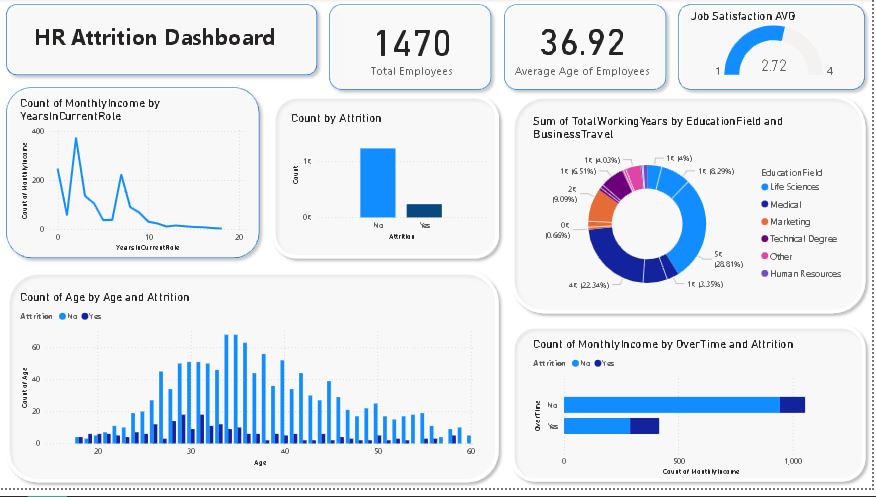 HR Attrition Dashboard
1470
Total Employees
36.92
Average Age of Employees
Job Satisfaction AVG
2.72
1
4
Count of MonthlyIncome by
YearsInCurrentRole
Count of MonthlyIncome
400
200
0
0
10
20
YearsInCurrentRole
Count by Attrition
Count
1K
0K
No
Yes
Attrition
Sum of TotalWorkingYears by EducationField and
BusinessTravel
1K (4.03%)
1K (4%)
1K (6.51%)
1K (8.29%)
2K
(9.09%)
0K
(0.66%)
5K
(28.81%)
4K (22.34%)
1K (3.35%)
EducationField
Life Sciences
Medical
Marketing
Technical Degree
Other
Human Resources
Count of Age by Age and Attrition
Attrition
No
Yes
Count of Age
60
40
20
0
20
30
40
50
60
Age
Count of MonthlyIncome by OverTime and Attrition
Attrition
No
Yes
OverTime
No
Yes
0
500
1,000
Count of MonthlyIncome